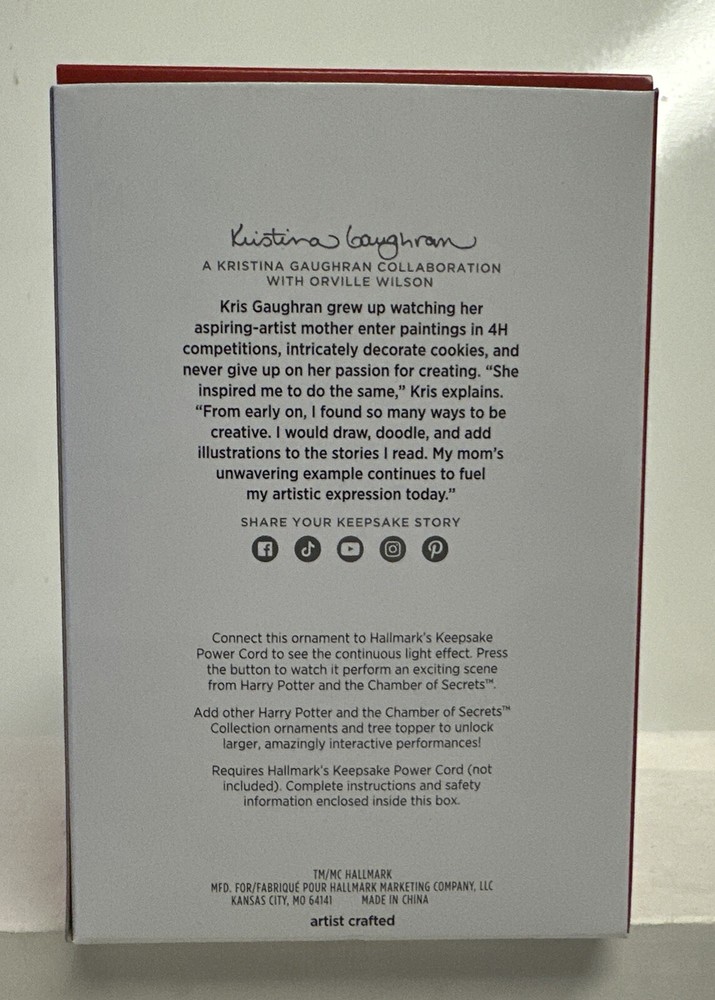 Kristina Gaughran
A KRISTINA GAUGHRAN COLLABORATION
WITH ORVILLE WILSON
Kris Gaughran grew up watching her
aspiring-artist mother enter paintings in 4H
competitions, intricately decorate cookies, and
never give up on her passion for creating. “She
inspired me to do the same,” Kris explains.
“From early on, I found so many ways to be
creative. I would draw, doodle, and add
illustrations to the stories I read. My mom’s
unwavering example continues to fuel
my artistic expression today.”
SHARE YOUR KEEPSAKE STORY
Connect this ornament to Hallmark’s Keepsake
Power Cord to see the continuous light effect. Press
the button to watch it perform an exciting scene
from Harry Potter and the Chamber of Secrets™.
Add other Harry Potter and the Chamber of Secrets™
Collection ornaments and tree topper to unlock
larger, amazingly interactive performances!
Requires Hallmark’s Keepsake Power Cord (not
included). Complete instructions and safety
information enclosed inside this box.
TM/MC HALLMARK
MFD. FOR/FABRIQUÉ POUR HALLMARK MARKETING COMPANY, LLC
KANSAS CITY, MO 64141 MADE IN CHINA
artist crafted